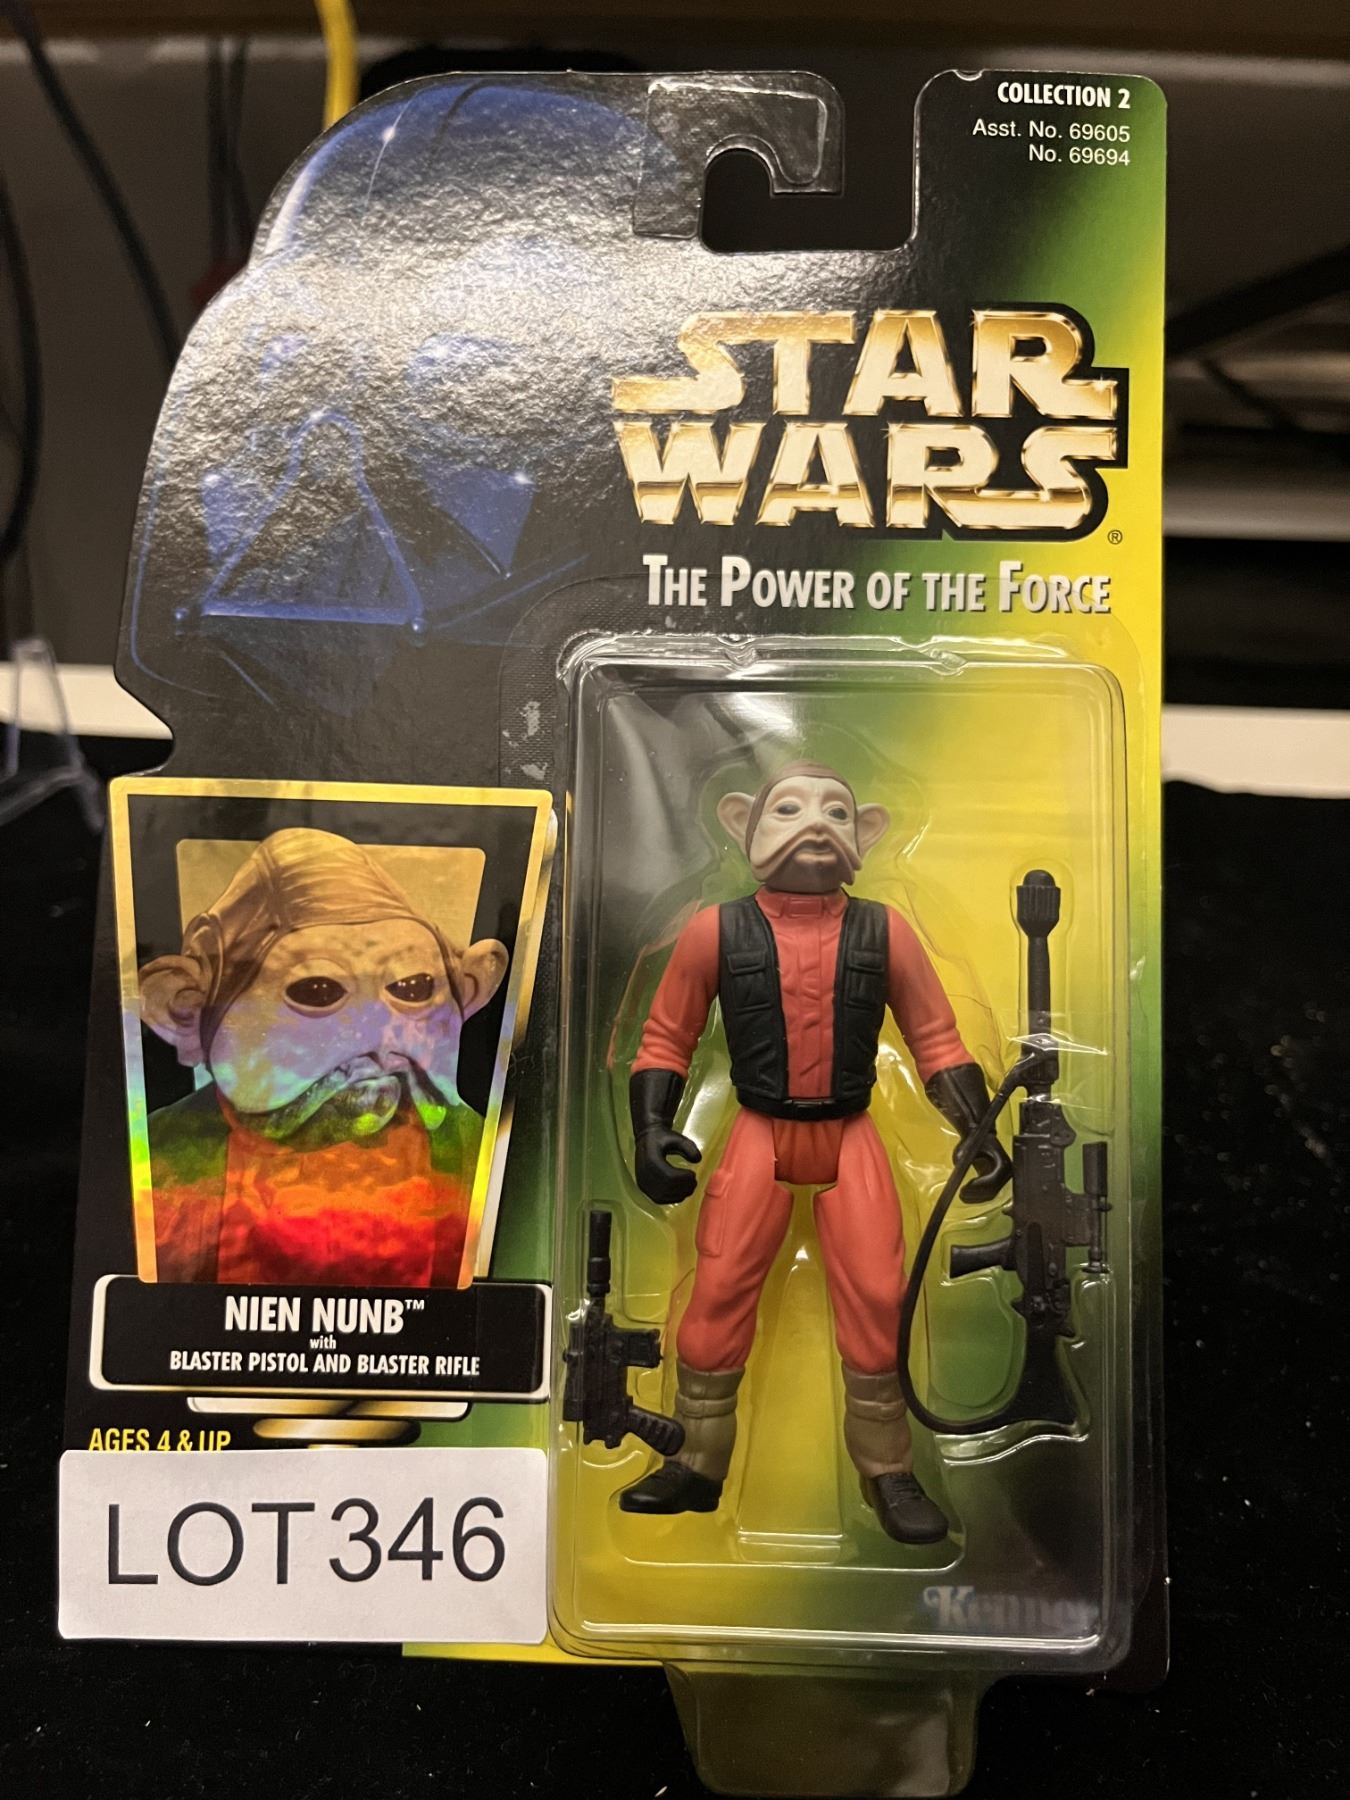 COLLECTION 2
Asst. No. 69605
No. 69694
STAR
WARS®
THE POWER OF THE FORCE
NIEN NUNB™
with
BLASTER PISTOL AND BLASTER RIFLE
AGES 4 & UP
LOT 346
Kenner